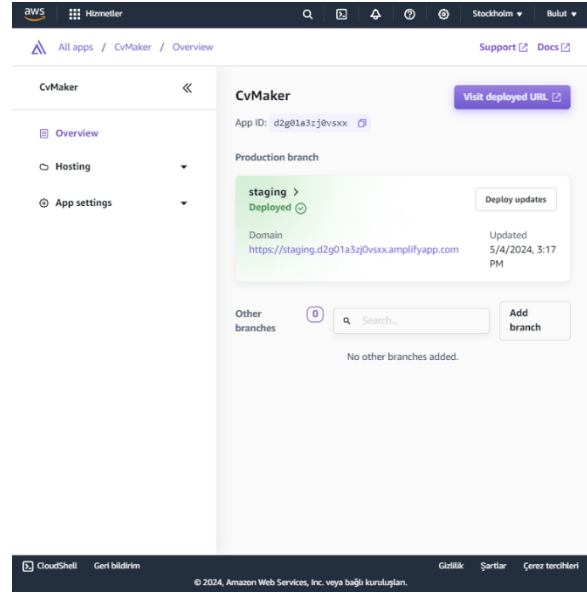 aws
Hizmetler
Stockholm
Bulut
All apps / CvMaker / Overview
Support
Docs
CvMaker
Overview
Hosting
App settings
CvMaker
Visit deployed URL
App ID: d2g01a3zj0vsxx
Production branch
staging
Deployed
Deploy updates
Domain
https://staging.d2g01a3zj0vsxx.amplifyapp.com
Updated
5/4/2024, 3:17
PM
Other
branches
0
Search...
Add
branch
No other branches added.
CloudShell
Geri bildirim
Gizlilik
Şartlar
Çerez tercihleri
© 2024, Amazon Web Services, Inc. veya bağlı kuruluşları.